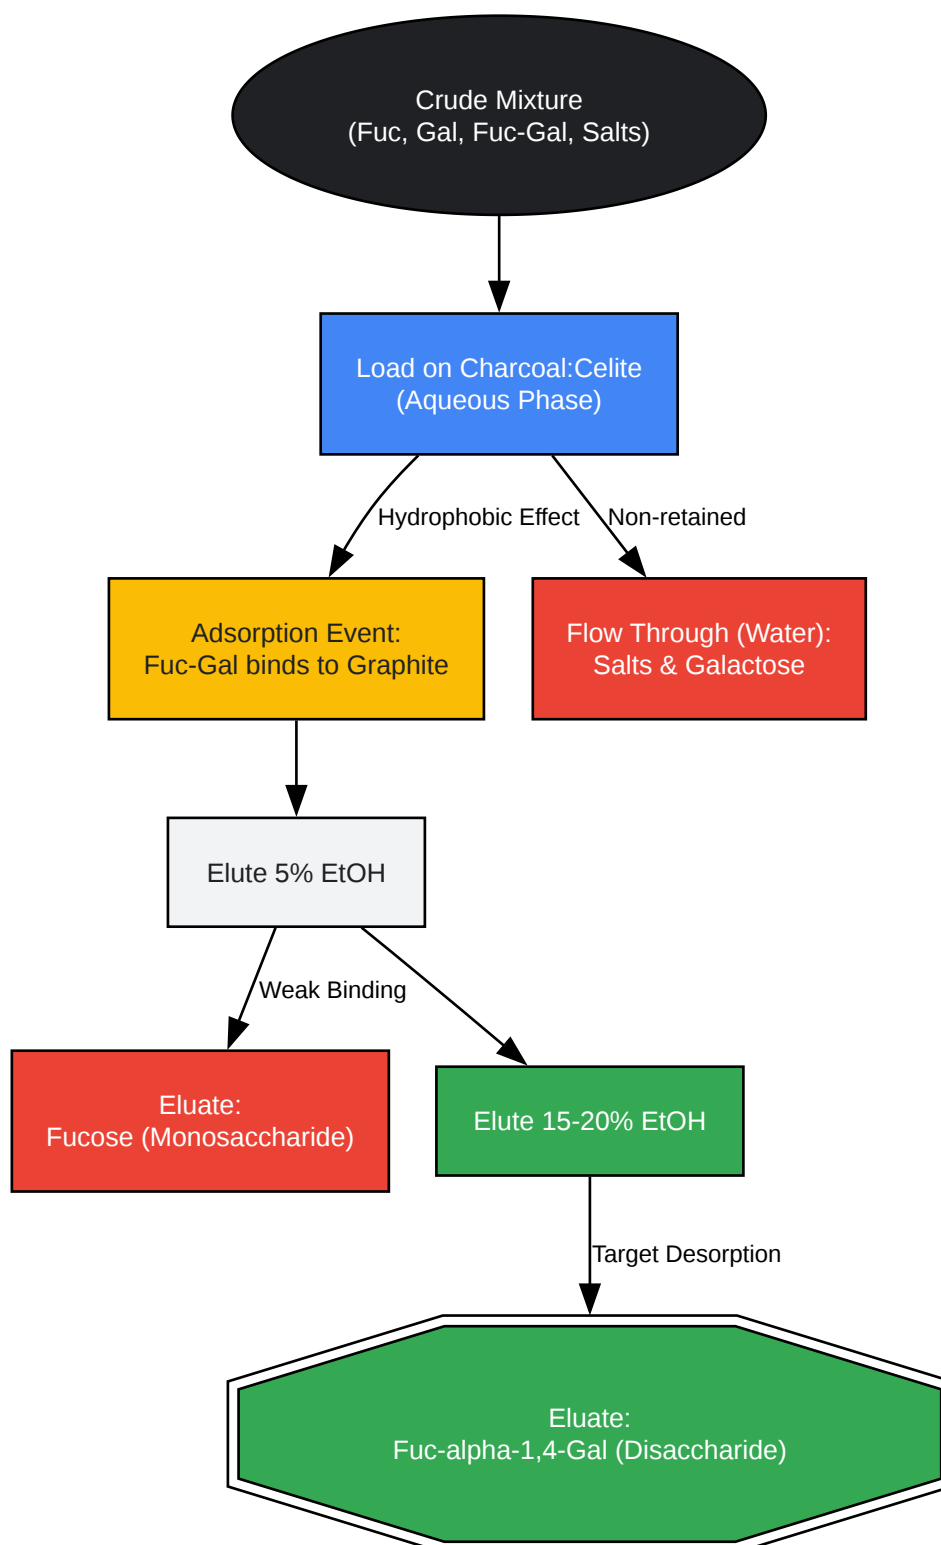 Crude Mixture
(Fuc, Gal, Fuc-Gal, Salts)
Load on Charcoal:Celite
(Aqueous Phase)
Hydrophobic Effect
Non-retained
Adsorption Event:
Fuc-Gal binds to Graphite
Flow Through (Water):
Salts & Galactose
Elute 5% EtOH
Weak Binding
Eluate:
Fucose (Monosaccharide)
Elute 15-20% EtOH
Target Desorption
Eluate:
Fuc-alpha-1,4-Gal (Disaccharide)